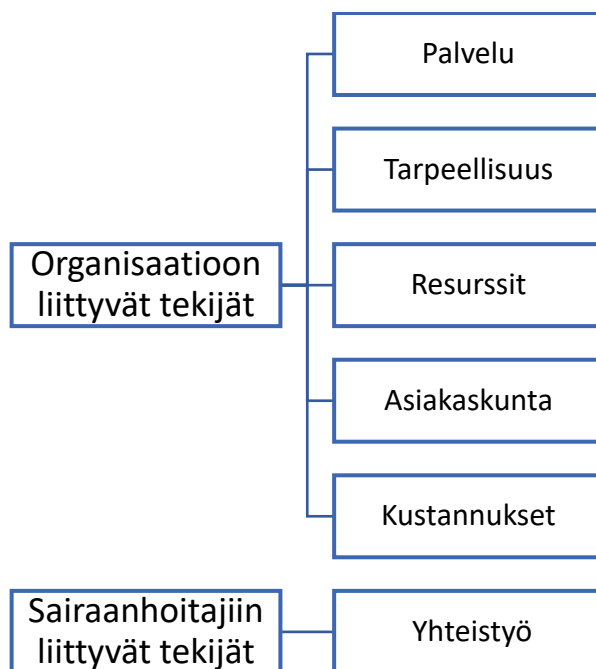 Organisaatioon
liittyvät tekijät
Palvelu
Tarpeellisuus
Resurssit
Asiakaskunta
Kustannukset
Sairaanhoitajiin
liittyvät tekijät
Yhteistyö